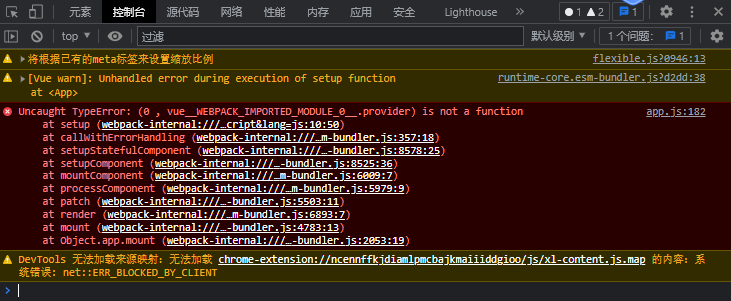 元素 控制台 源代码 网络 性能 内存 应用 安全 Lighthouse » 1 2 1
top ▼ 过滤 默认级别 ▼ 1 个问题: 1
将根据已有的meta标签来设置缩放比例 flexible.js?0946:13
[Vue warn]: Unhandled error during execution of setup function runtime-core.esm-bundler.js?d2dd:38
at <App>
Uncaught TypeError: (0 , vue__WEBPACK_IMPORTED_MODULE_0__.provider) is not a function app.js:182
at setup (webpack-internal:///…cript&lang=js:10:50)
at callWithErrorHandling (webpack-internal:///…m-bundler.js:357:18)
at setupStatefulComponent (webpack-internal:///…-bundler.js:8578:25)
at setupComponent (webpack-internal:///…-bundler.js:8525:36)
at mountComponent (webpack-internal:///…m-bundler.js:6009:7)
at processComponent (webpack-internal:///…m-bundler.js:5979:9)
at patch (webpack-internal:///…-bundler.js:5503:11)
at render (webpack-internal:///…m-bundler.js:6893:7)
at mount (webpack-internal:///…-bundler.js:4783:13)
at Object.app.mount (webpack-internal:///…-bundler.js:2053:19)
DevTools 无法加载来源映射: 无法加载 chrome-extension://ncennffkjdiamlpmcbajkmaiiiddgioo/js/xl-content.js.map 的内容: 系
统错误: net::ERR_BLOCKED_BY_CLIENT